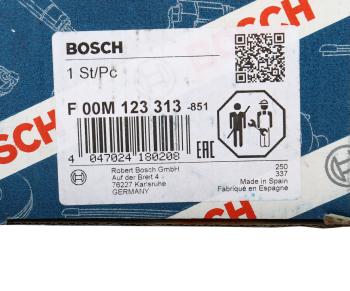 BOSCH
1 St/Pc
F 00M 123 313 -851
4 047024 180208
EAC
Robert Bosch GmbH
Auf der Breit 4
76227 Karlsruhe
GERMANY
250
337
Made in Spain
Fabriqué en Espagne
BOSCH